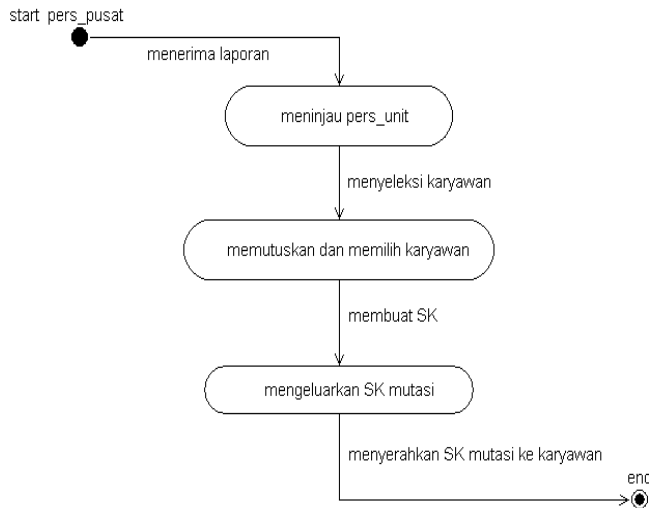 start pers_pusat
menerima laporan
meninjau pers_unit
menyeleksi karyawan
memutuskan dan memilih karyawan
membuat SK
mengeluarkan SK mutasi
menyerahkan SK mutasi ke karyawan
end